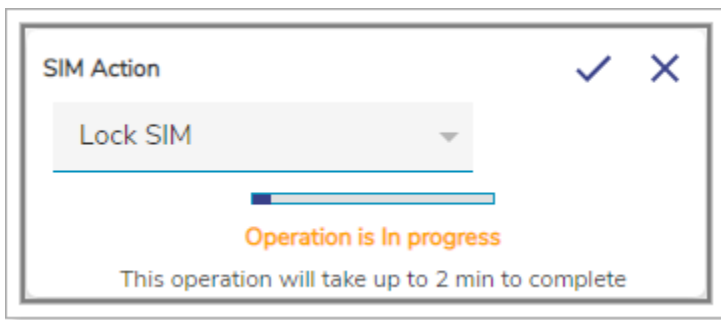 SIM Action
Lock SIM
Operation is In progress
This operation will take up to 2 min to complete